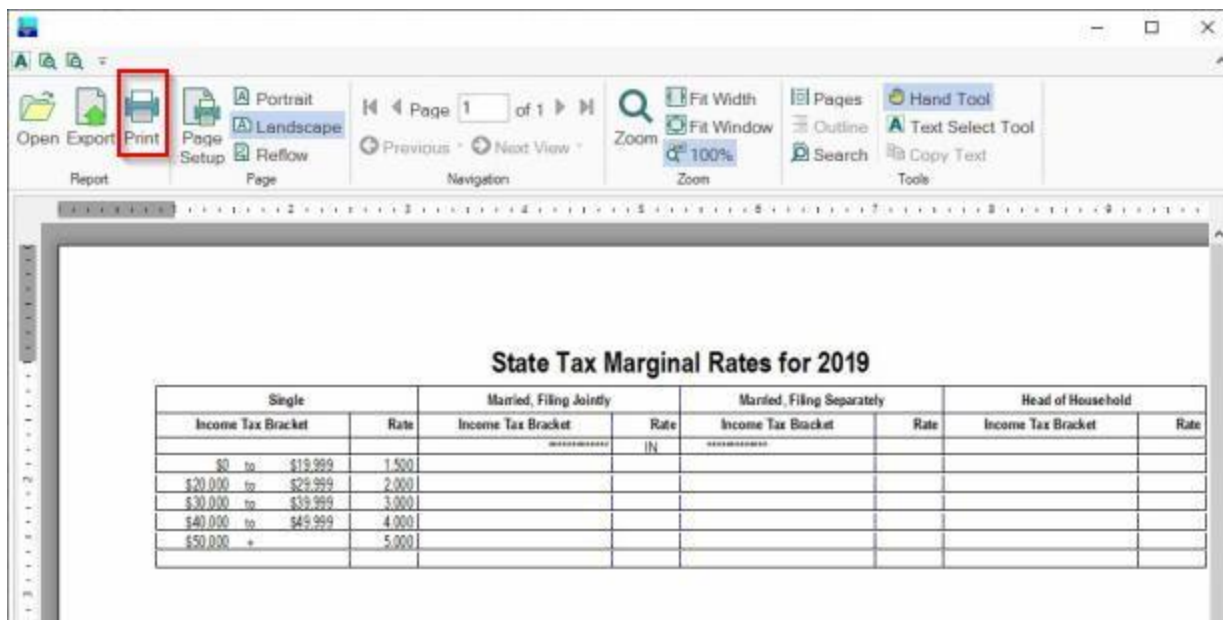 Open Export Print Page Setup Portrait Landscape Reflow Page 1 of 1 Previous Next View Zoom Fit Width Fit Window 100% Pages Outline Search Hand Tool Text Select Tool Copy Text
Report Page Navigation Zoom Tools
State Tax Marginal Rates for 2019
Single Married, Filing Jointly Married, Filing Separately Head of Household
Income Tax Bracket Rate Income Tax Bracket Rate Income Tax Bracket Rate Income Tax Bracket Rate
************* IN *************
$0 to $19,999 1.500
$20,000 to $29,999 2.000
$30,000 to $39,999 3.000
$40,000 to $49,999 4.000
$50,000 + 5.000